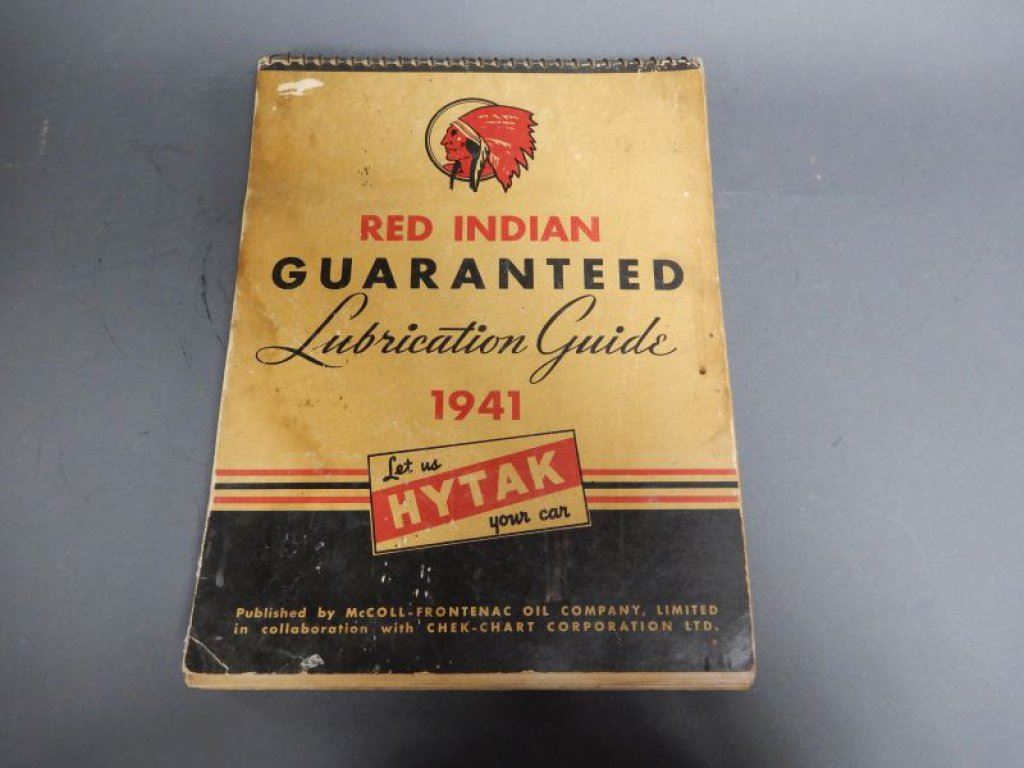 RED INDIAN
GUARANTEED
Lubrication Guide
1941
Let us
HYTAK
your car
Published by McCOLL-FRONTENAC OIL COMPANY, LIMITED
in collaboration with CHEK-CHART CORPORATION LTD.